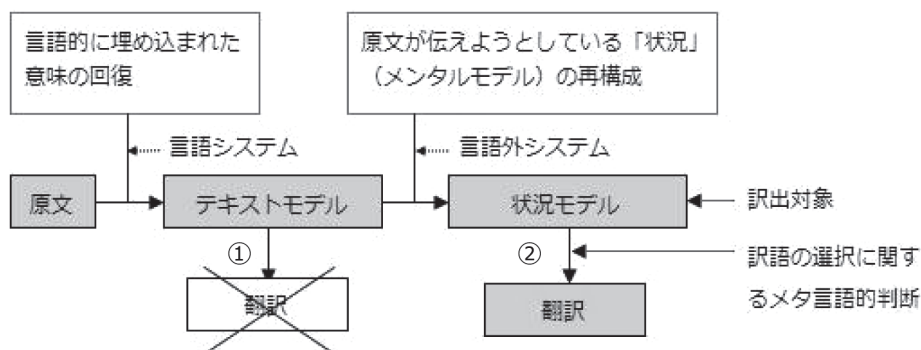 言語的に埋め込まれた
意味の回復
原文が伝えようとしている「状況」
（メンタルモデル）の再構成
言語システム
言語外システム
原文
テキストモデル
状況モデル
訳出対象
①
②
訳語の選択に関す
るメタ言語的判断
翻訳
翻訳